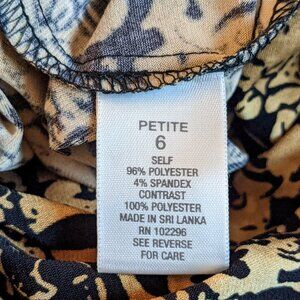 PETITE
6
SELF
96% POLYESTER
4% SPANDEX
CONTRAST
100% POLYESTER
MADE IN SRI LANKA
RN 102296
SEE REVERSE
FOR CARE